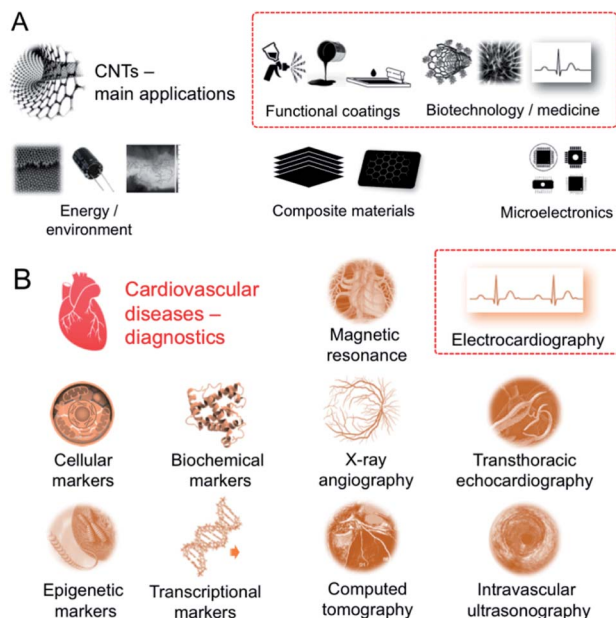 A
CNTs –
main applications
Functional coatings
Biotechnology / medicine
Energy /
environment
Composite materials
Microelectronics
B
Cardiovascular
diseases –
diagnostics
Magnetic
resonance
Electrocardiography
Cellular
markers
Biochemical
markers
X-ray
angiography
Transthoracic
echocardiography
Epigenetic
markers
Transcriptional
markers
Computed
tomography
Intravascular
ultrasonography